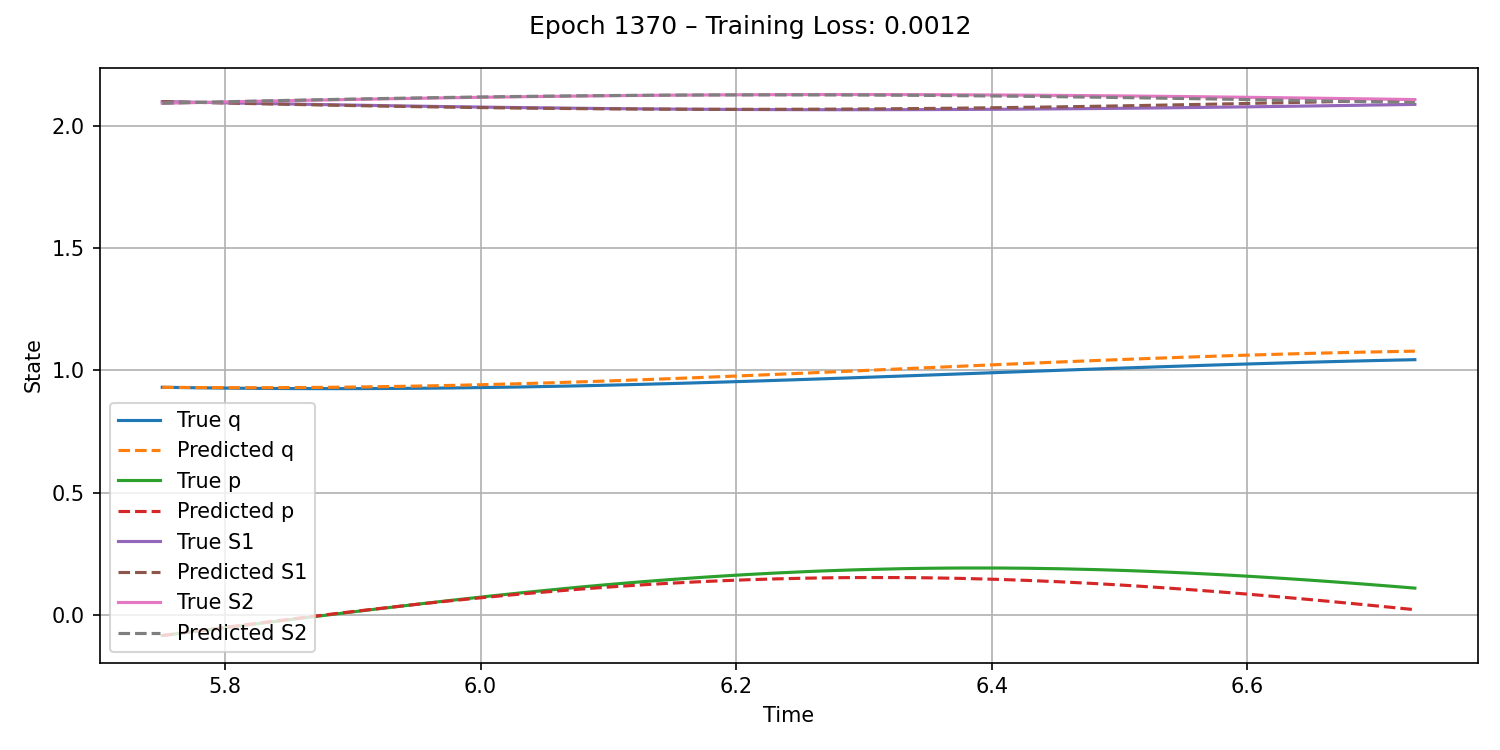 Epoch 1370 – Training Loss: 0.0012
State
2.0
1.5
1.0
0.5
0.0
True q
Predicted q
True p
Predicted p
True S1
Predicted S1
True S2
Predicted S2
5.8 6.0 6.2 6.4 6.6
Time